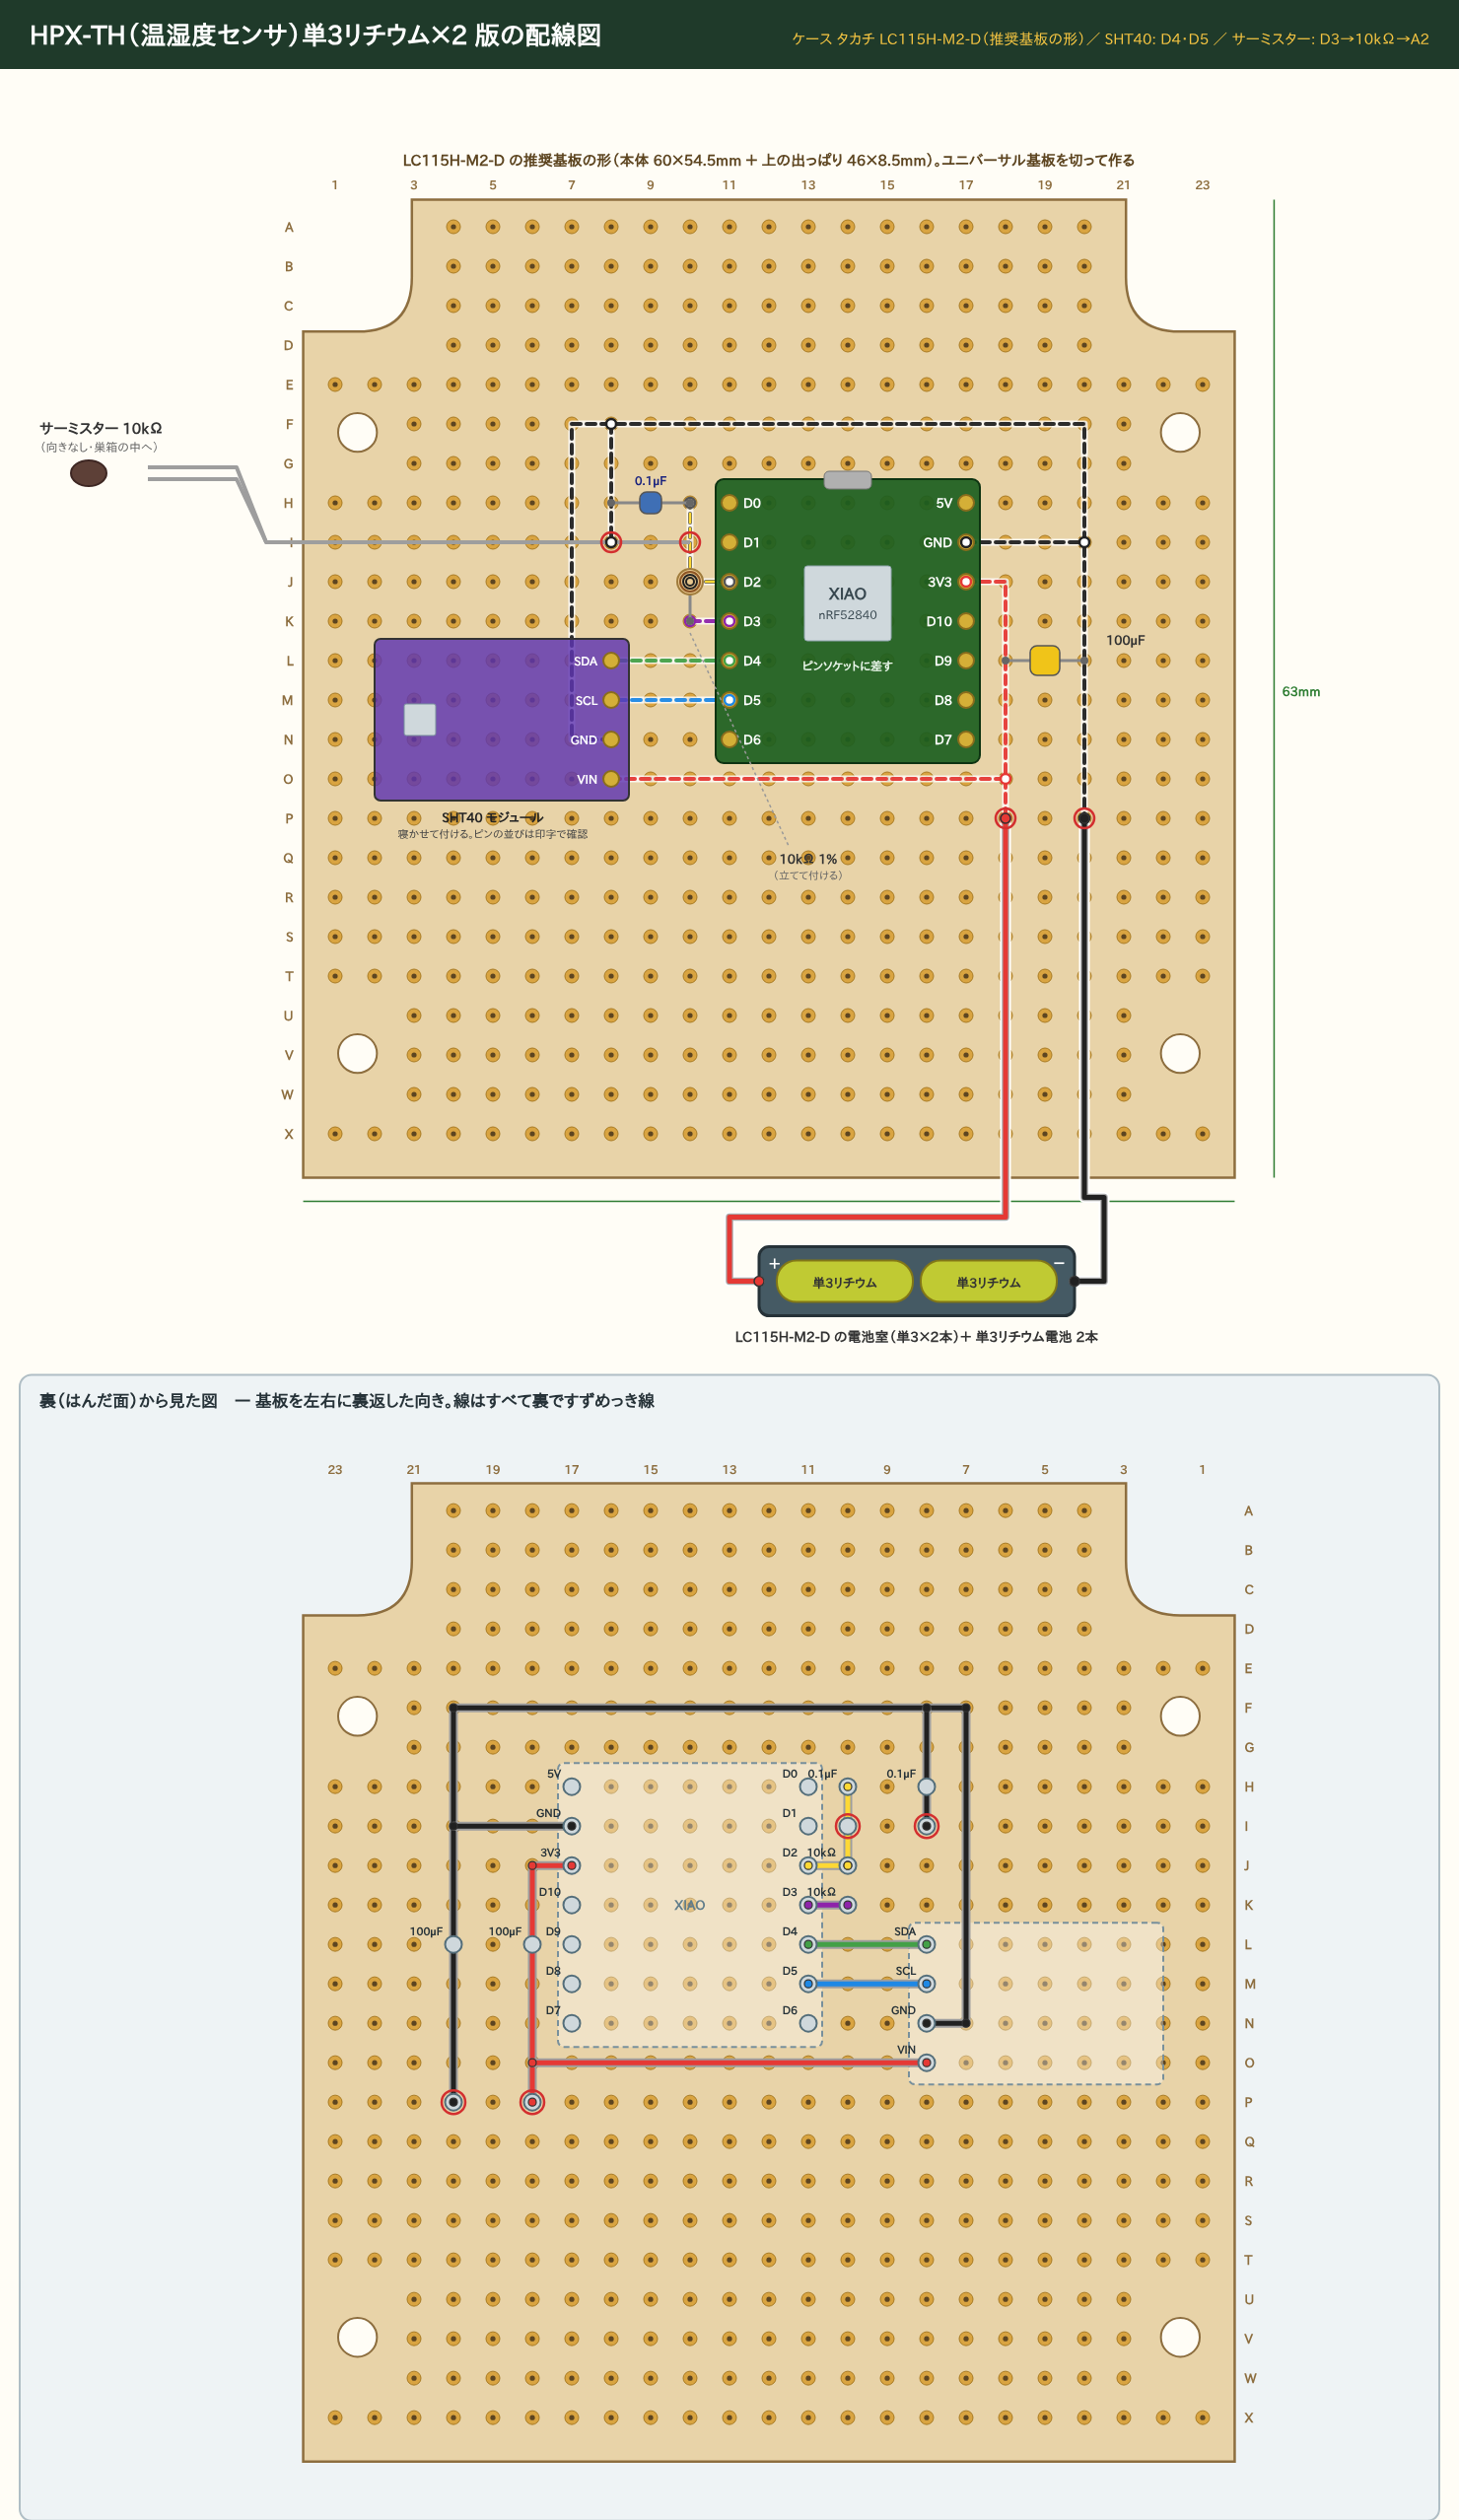 HPX-TH（温湿度センサ）単3リチウム×2 版の配線図
ケース タカチ LC115H-M2-D（推奨基板の形）／ SHT40: D4・D5 ／ サーミスター: D3→10kΩ→A2
LC115H-M2-D の推奨基板の形（本体 60×54.5mm ＋ 上の出っぱり 46×8.5mm）。ユニバーサル基板を切って作る
1 3 5 7 9 11 13 15 17 19 21 23
A
B
C
D
E
F
サーミスター 10kΩ
（向きなし・巣箱の中へ）
G
0.1µF
H D0 5V
I D1 GND
J D2 3V3
XIAO
nRF52840
K D3 D10
100µF
L SDA D4 D9
ピンソケットに差す
M SCL D5 D8
63mm
N GND D6 D7
O VIN
P
SHT40 モジュール
寝かせて付ける。ピンの並びは印字で確認
Q
10kΩ 1%
（立てて付ける）
R
S
T
U
V
W
X
+ −
単3リチウム 単3リチウム
LC115H-M2-D の電池室（単3×2本）＋ 単3リチウム電池 2本
裏（はんだ面）から見た図　— 基板を左右に裏返した向き。線はすべて裏ですずめっき線
23 21 19 17 15 13 11 9 7 5 3 1
A
B
C
D
E
F
G
5V D0 0.1µF 0.1µF H
GND D1 I
3V3 D2 10kΩ J
D10 XIAO D3 10kΩ K
100µF 100µF D9 D4 SDA L
D8 D5 SCL M
D7 D6 GND N
VIN O
P
Q
R
S
T
U
V
W
X